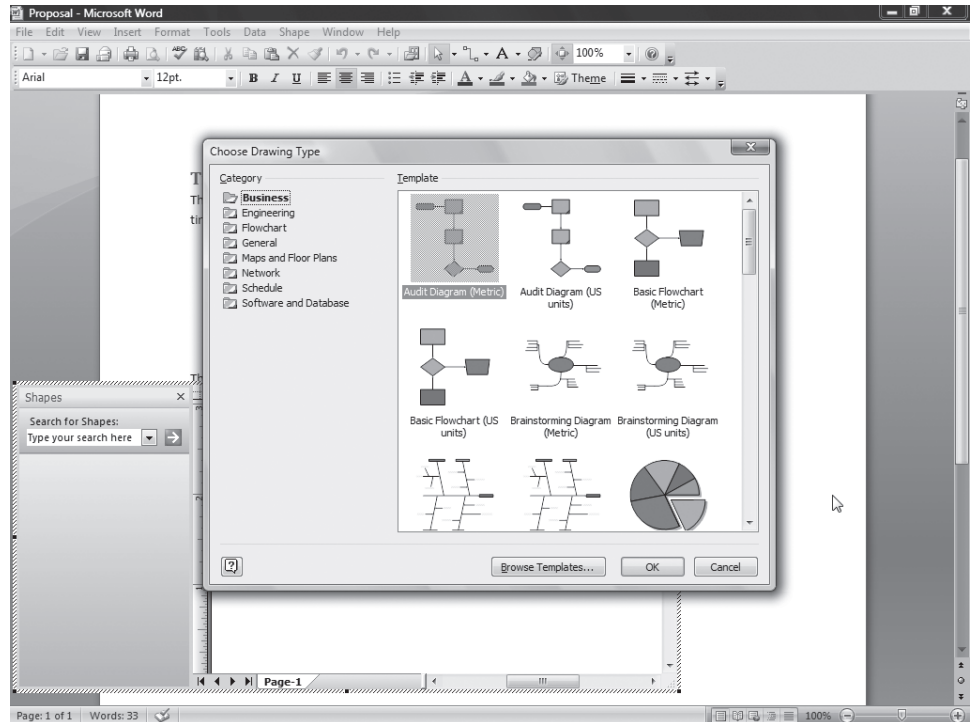 Proposal - Microsoft Word
File Edit View Insert Format Tools Data Shape Window Help
100%
Arial 12pt. B I U A Theme
Choose Drawing Type
Category
Business
Engineering
Flowchart
General
Maps and Floor Plans
Network
Schedule
Software and Database
Template
Audit Diagram (Metric)
Audit Diagram (US units)
Basic Flowchart (Metric)
Basic Flowchart (US units)
Brainstorming Diagram (Metric)
Brainstorming Diagram (US units)
Browse Templates... OK Cancel
Shapes
Search for Shapes:
Type your search here
Page-1
Page: 1 of 1 Words: 33 100%